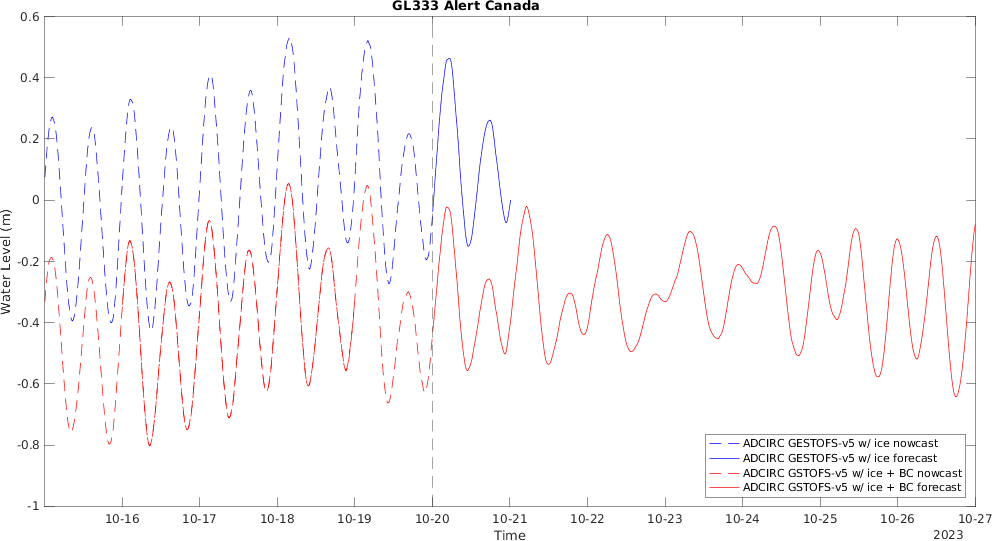 GL333 Alert Canada
0.6
0.4
0.2
0
-0.2
-0.4
-0.6
-0.8
-1
Water Level (m)
ADCIRC GESTOFS-v5 w/ ice nowcast
ADCIRC GESTOFS-v5 w/ ice forecast
ADCIRC GSTOFS-v5 w/ ice + BC nowcast
ADCIRC GSTOFS-v5 w/ ice + BC forecast
10-16 10-17 10-18 10-19 10-20 10-21 10-22 10-23 10-24 10-25 10-26 10-27
Time
2023